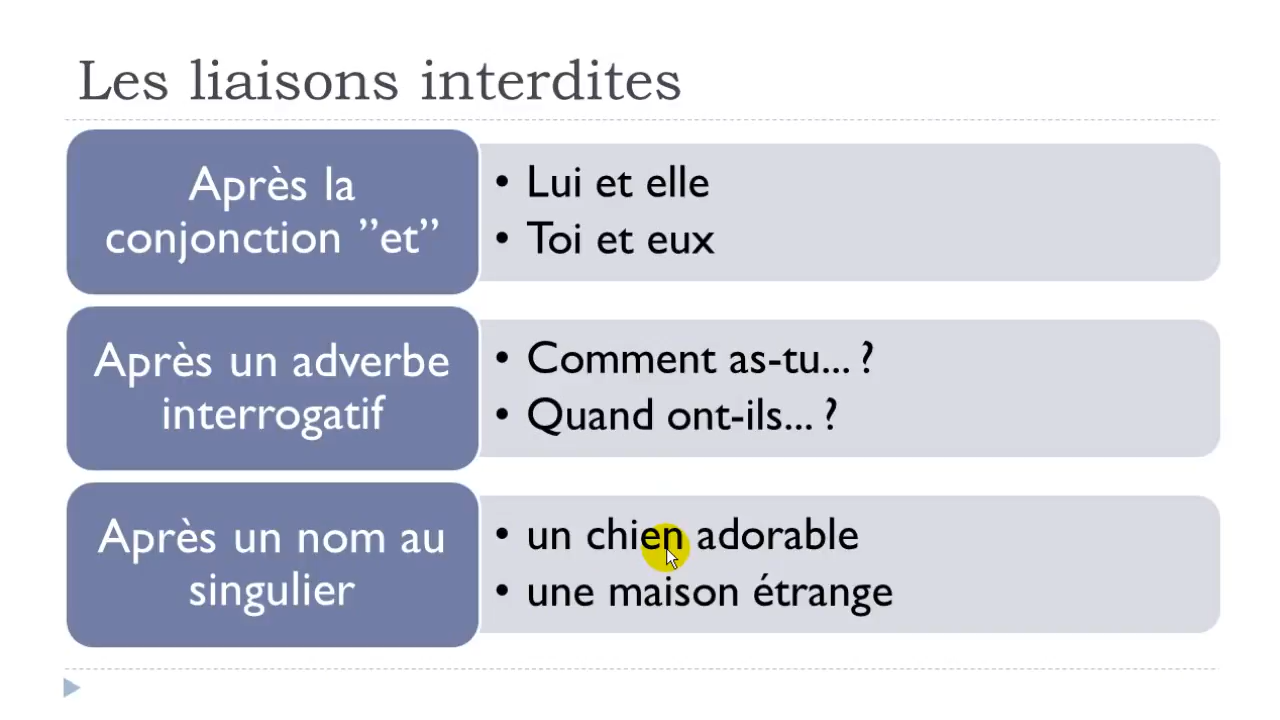 Les liaisons interdites
Après la
conjonction ”et”
• Lui et elle
• Toi et eux
Après un adverbe
interrogatif
• Comment as-tu... ?
• Quand ont-ils... ?
Après un nom au
singulier
• un chien adorable
• une maison étrange